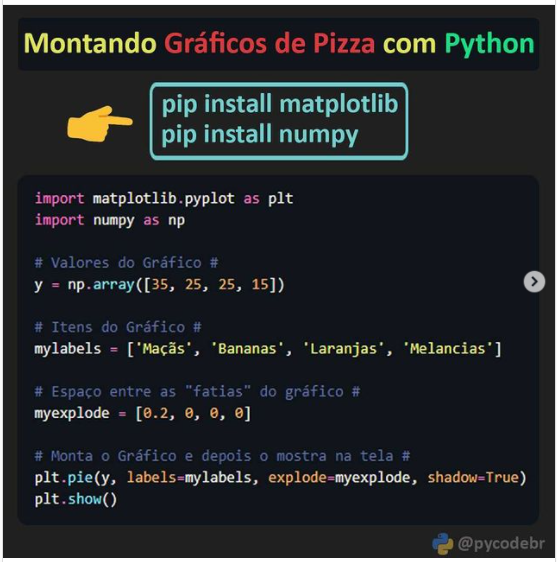 Montando Gráficos de Pizza com Python
pip install matplotlib
pip install numpy
import matplotlib.pyplot as plt
import numpy as np
# Valores do Gráfico #
y = np.array([35, 25, 25, 15])
# Itens do Gráfico #
mylabels = ['Maçãs', 'Bananas', 'Laranjas', 'Melancias']
# Espaço entre as "fatias" do gráfico #
myexplode = [0.2, 0, 0, 0]
# Monta o Gráfico e depois o mostra na tela #
plt.pie(y, labels=mylabels, explode=myexplode, shadow=True)
plt.show()
@pycodebr